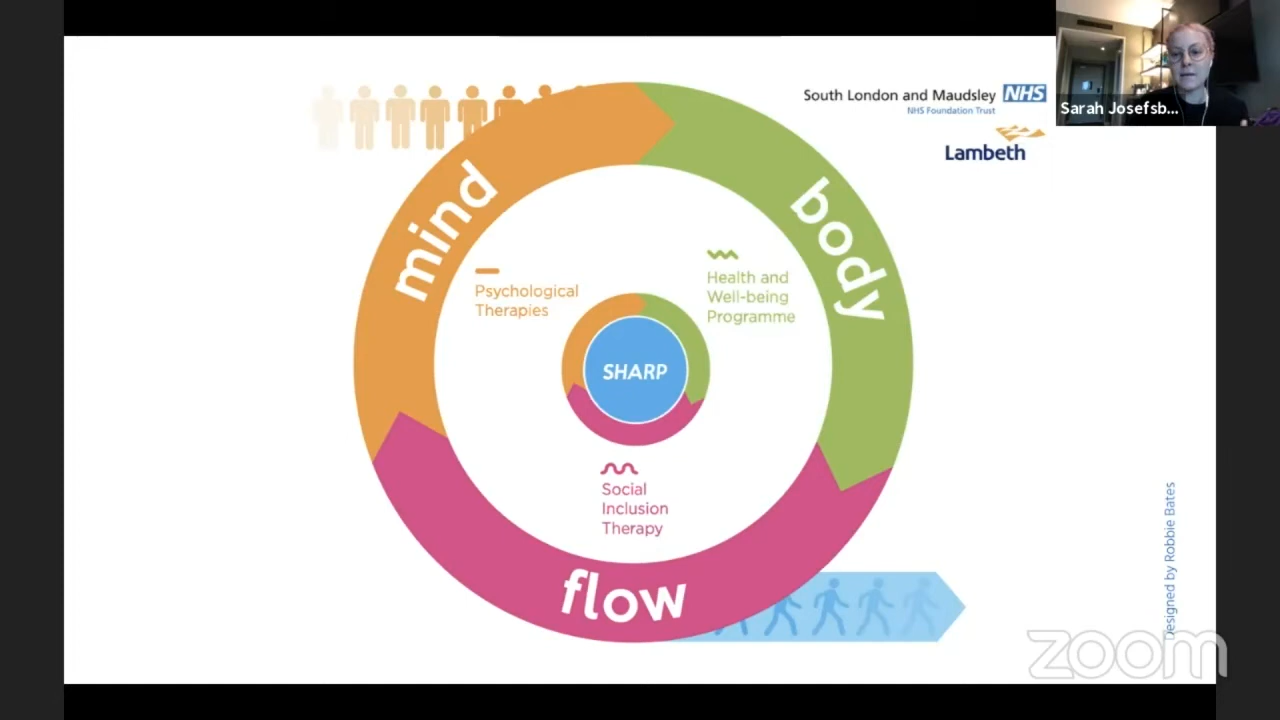 South London and Maudsley NHS
NHS Foundation Trust
Lambeth
Sarah Josefsb...
mind
body
Psychological
Therapies
Health and
Well-being
Programme
SHARP
Social
Inclusion
Therapy
flow
Designed by Robbie Bates
zoom